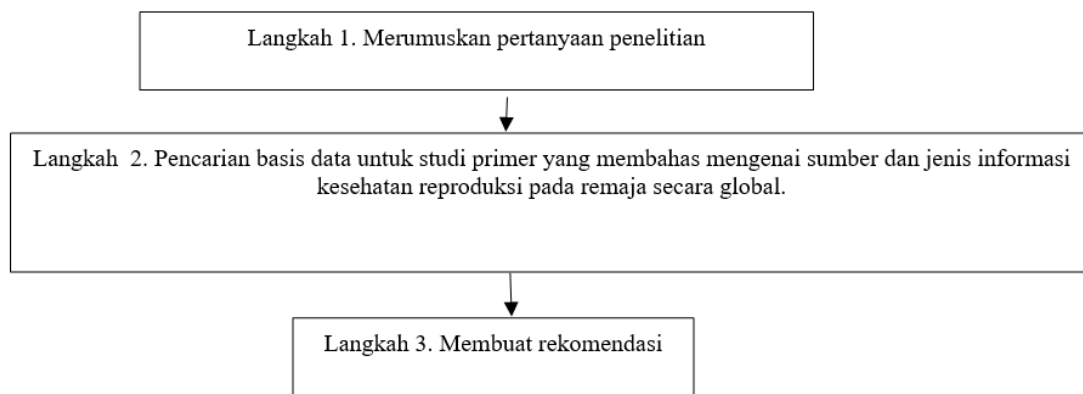 Langkah 1. Merumuskan pertanyaan penelitian
Langkah  2. Pencarian basis data untuk studi primer yang membahas mengenai sumber dan jenis informasi
kesehatan reproduksi pada remaja secara global.
Langkah 3. Membuat rekomendasi